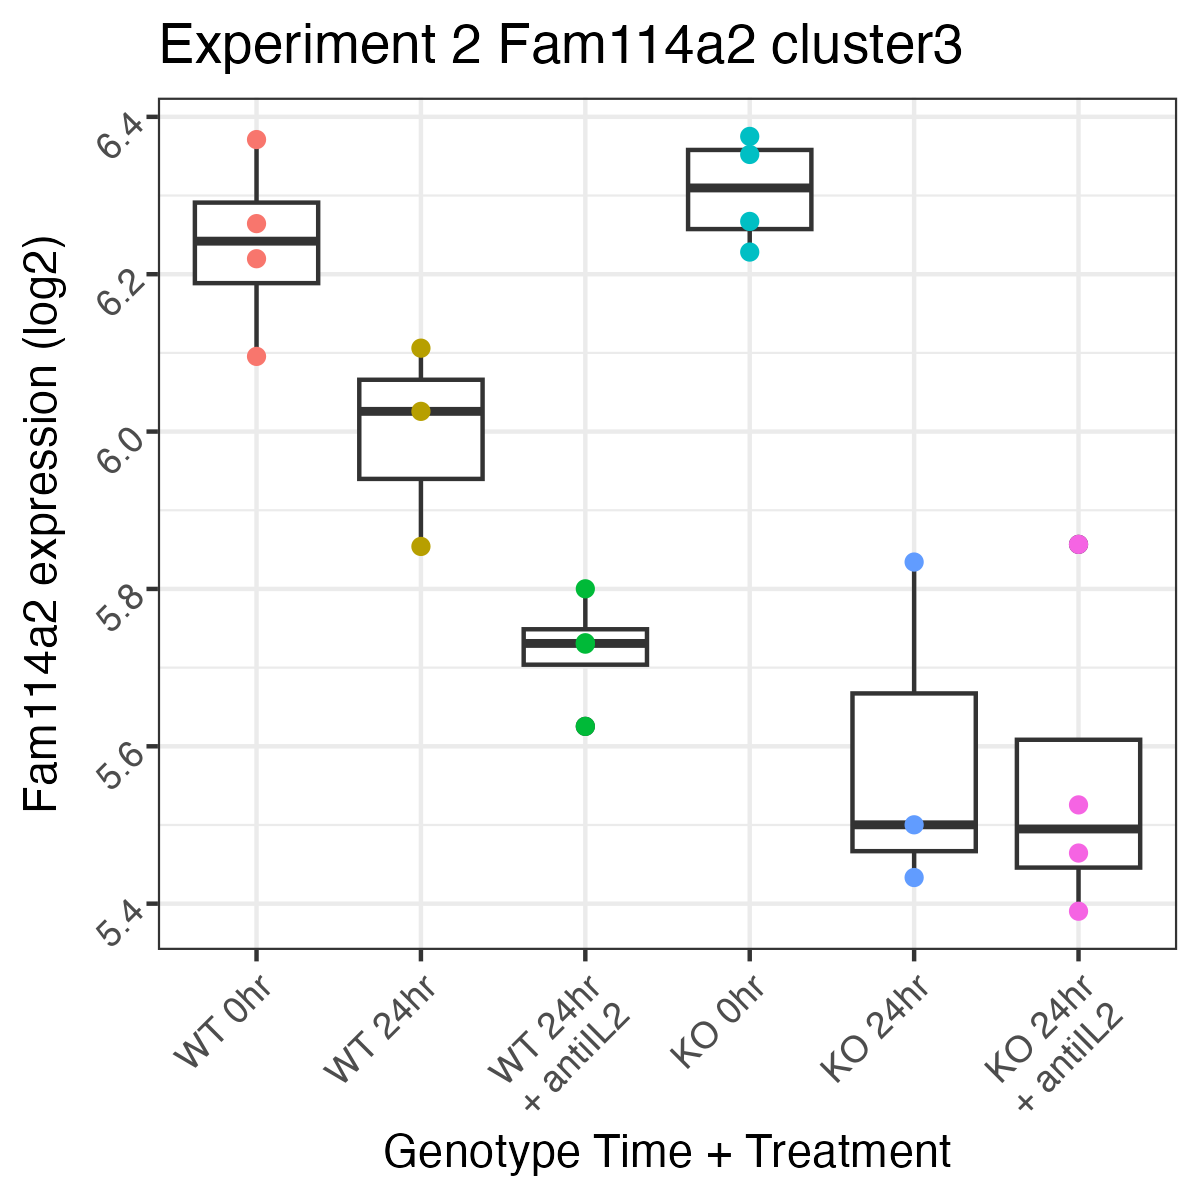 Experiment 2 Fam114a2 cluster3
Fam114a2 expression (log2)
6.4
6.2
6.0
5.8
5.6
5.4
WT 0hr
WT 24hr
WT 24hr
+ antiIL2
KO 0hr
KO 24hr
KO 24hr
+ antiIL2
Genotype Time + Treatment